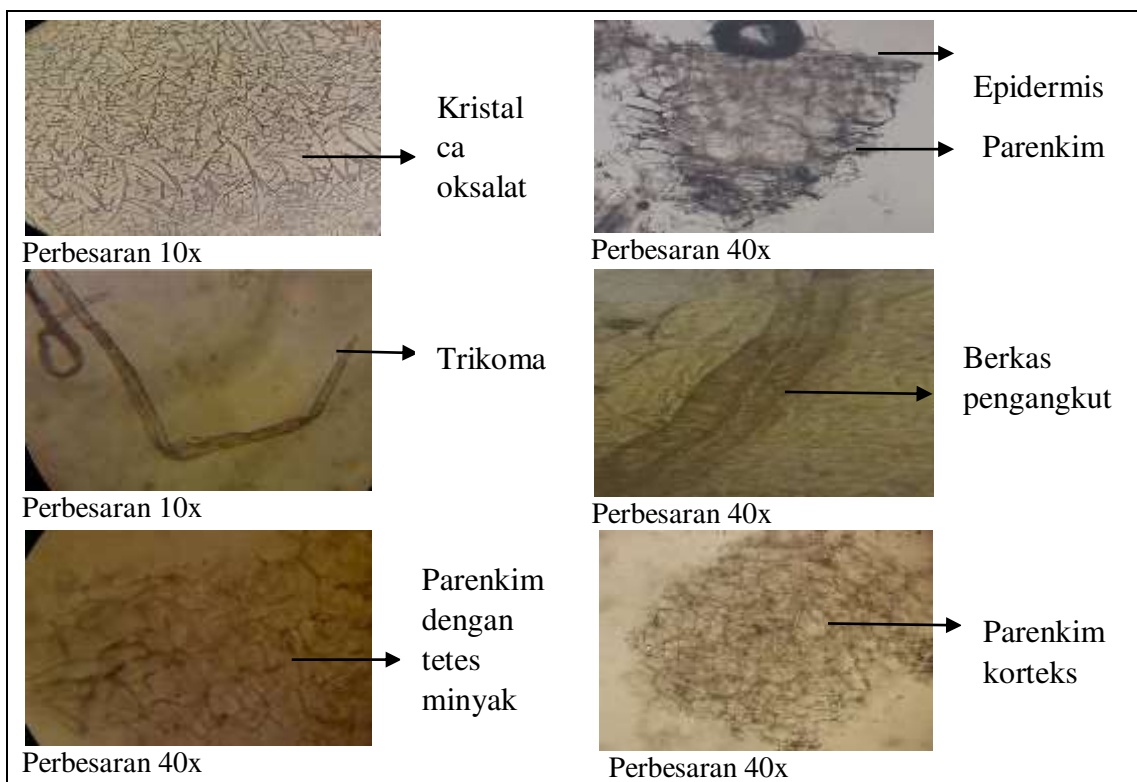 Kristal
ca
oksalat
Perbesaran 10x
Epidermis
Parenkim
Perbesaran 40x
Trikoma
Perbesaran 10x
Berkas
pengangkut
Perbesaran 40x
Parenkim
dengan
tetes
minyak
Perbesaran 40x
Parenkim
korteks
Perbesaran 40x